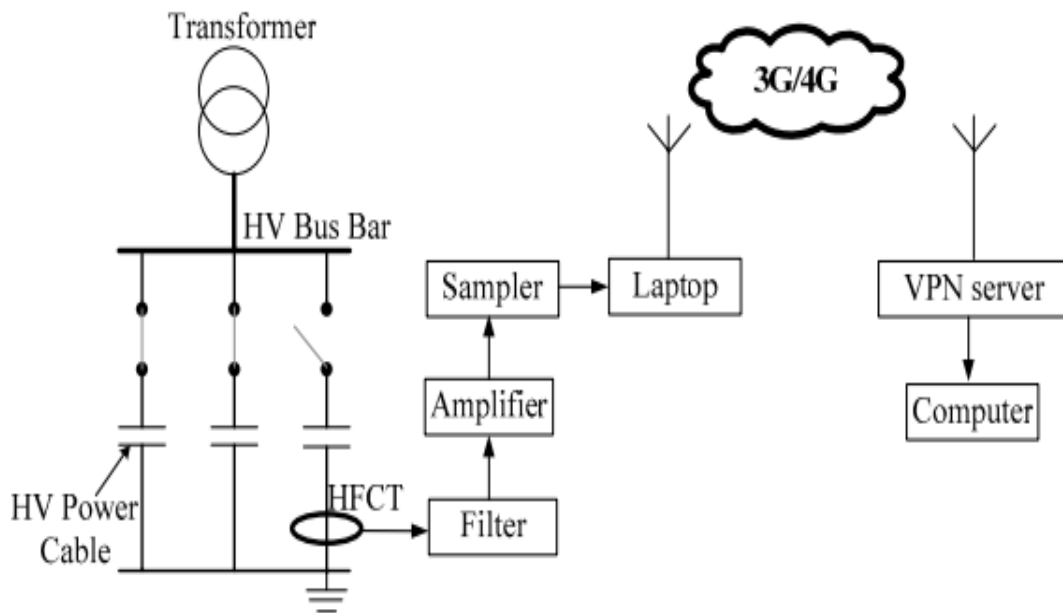 Transformer
3G/4G
HV Bus Bar
Sampler
Laptop
VPN server
Amplifier
Computer
HV Power
Cable
HFCT
Filter